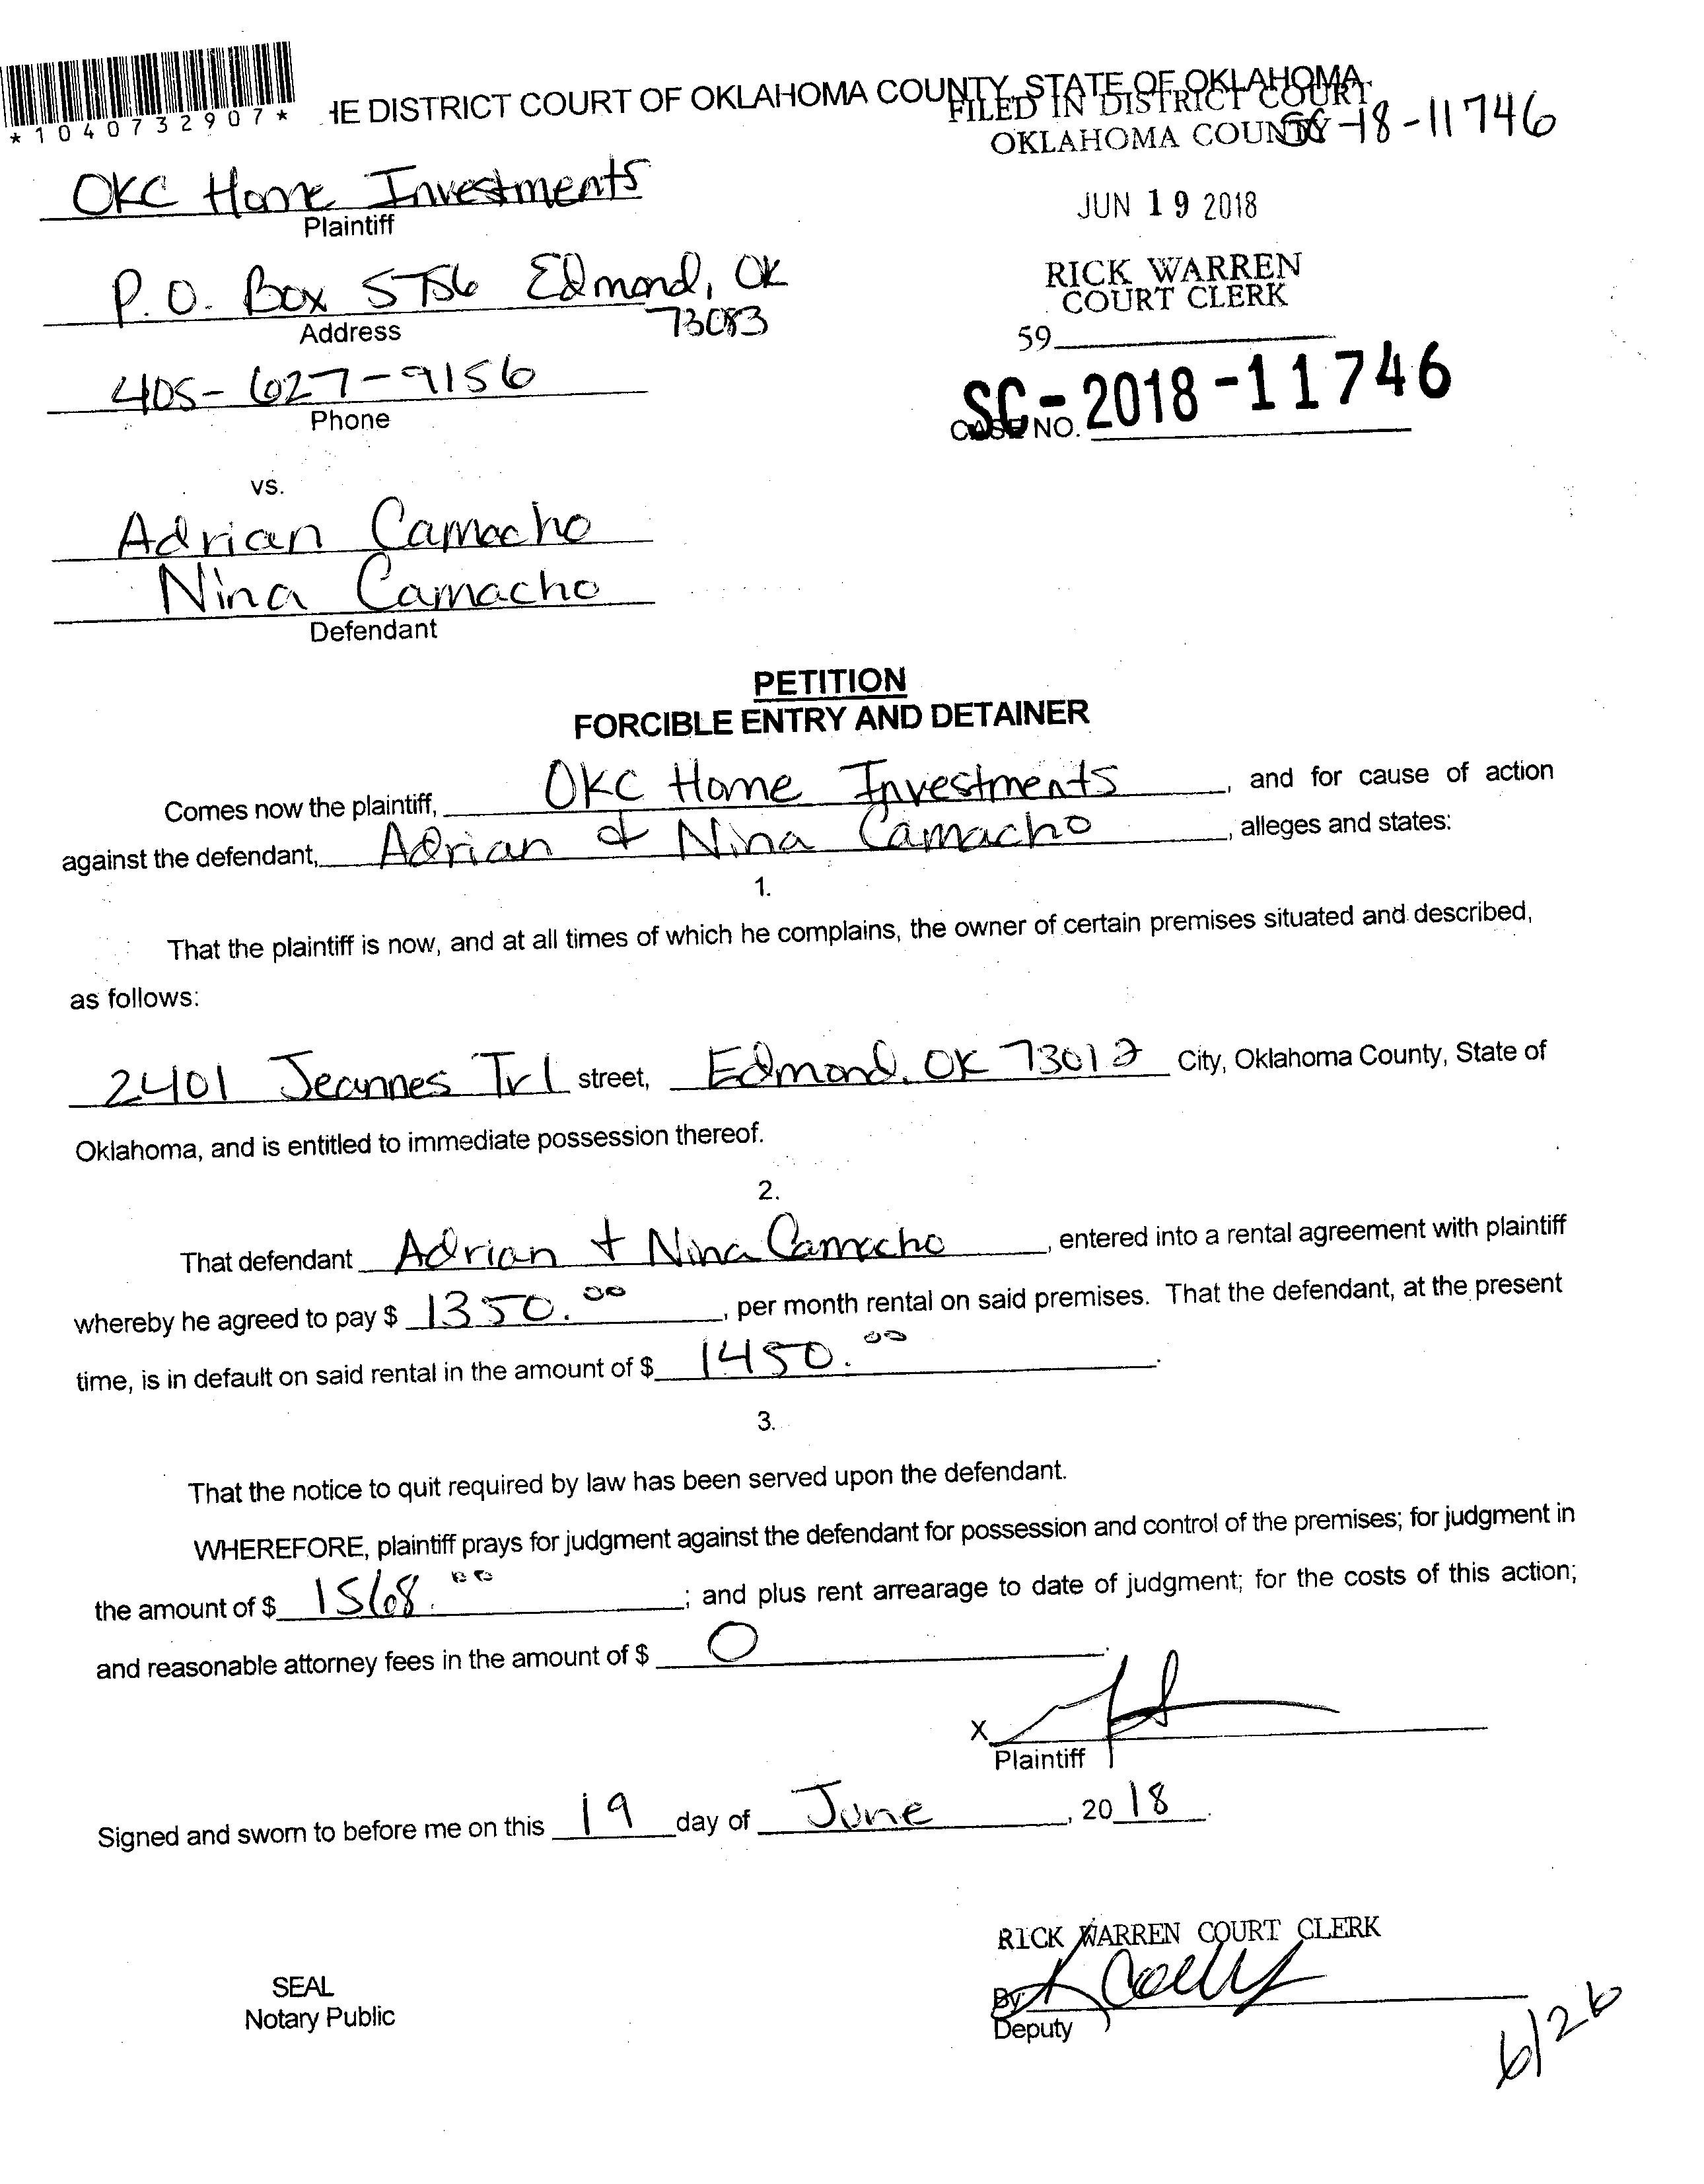 *1040732907*
HE DISTRICT COURT OF OKLAHOMA COUNTY, STATE OF OKLAHOMA
FILED IN DISTRICT COURT
OKLAHOMA COUNTY SC-18-11746
OKC Home Investments
Plaintiff
JUN 19 2018
P.O. Box 5756 Edmond, OK
73083
Address
RICK WARREN
COURT CLERK
59
405-627-9156
Phone
SC-2018-11746
CASE NO.
vs.
Adrian Camacho
Nina Camacho
Defendant
PETITION
FORCIBLE ENTRY AND DETAINER
Comes now the plaintiff, OKC Home Investments, and for cause of action
against the defendant, Adrian & Nina Camacho, alleges and states:
1.
That the plaintiff is now, and at all times of which he complains, the owner of certain premises situated and described,
as follows:
2401 Jeannes Trl street, Edmond, OK 73012 City, Oklahoma County, State of
Oklahoma, and is entitled to immediate possession thereof.
2.
That defendant Adrian + Nina Camacho, entered into a rental agreement with plaintiff
whereby he agreed to pay $ 1350.00, per month rental on said premises. That the defendant, at the present
time, is in default on said rental in the amount of $ 1450.00.
3.
That the notice to quit required by law has been served upon the defendant.
WHEREFORE, plaintiff prays for judgment against the defendant for possession and control of the premises; for judgment in
the amount of $ 1568.00; and plus rent arrearage to date of judgment; for the costs of this action;
and reasonable attorney fees in the amount of $ 0.
X
Plaintiff
Signed and sworn to before me on this 19 day of June, 2018.
RICK WARREN COURT CLERK
SEAL
Notary Public
By
Deputy
6/26